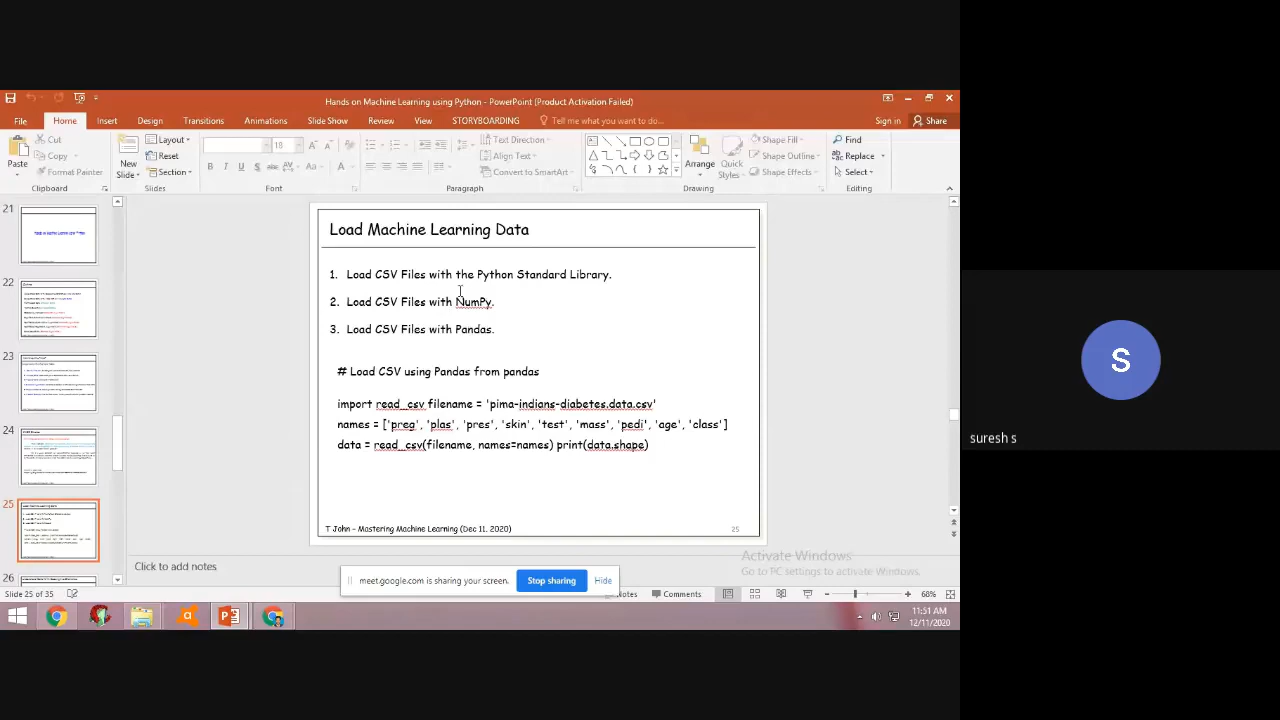 Hands on Machine Learning using Python - PowerPoint (Product Activation Failed)
File Home Insert Design Transitions Animations Slide Show Review View STORYBOARDING Tell me what you want to do... Sign in Share
Paste
Cut
Copy
Format Painter
Clipboard
New
Slide
Layout
Reset
Section
Slides
18
B I U S abc AV Aa A
Font
Text Direction
Align Text
Convert to SmartArt
Paragraph
Arrange
Quick
Styles
Shape Fill
Shape Outline
Shape Effects
Drawing
Find
Replace
Select
Editing
21
22
23
24
25
26
Load Machine Learning Data
1. Load CSV Files with the Python Standard Library.
2. Load CSV Files with NumPy.
3. Load CSV Files with Pandas.
# Load CSV using Pandas from pandas
import read_csv filename = 'pima-indians-diabetes.data.csv'
names = ['preg', 'plas', 'pres', 'skin', 'test', 'mass', 'pedi', 'age', 'class']
data = read_csv(filename, names=names) print(data.shape)
T John - Mastering Machine Learning (Dec 11, 2020) 25
Click to add notes
Activate Windows
Go to PC settings to activate Windows.
meet.google.com is sharing your screen. Stop sharing Hide
Slide 25 of 35
Notes Comments 68%
11:51 AM
12/11/2020
S
suresh s